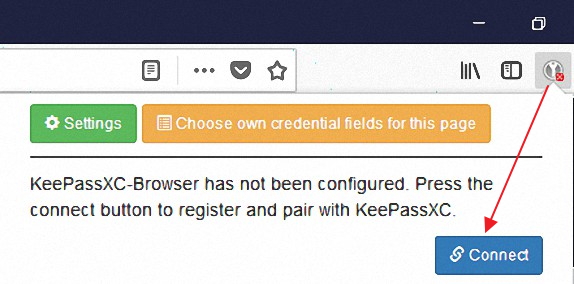 Settings
Choose own credential fields for this page
KeePassXC-Browser has not been configured. Press the
connect button to register and pair with KeePassXC.
Connect